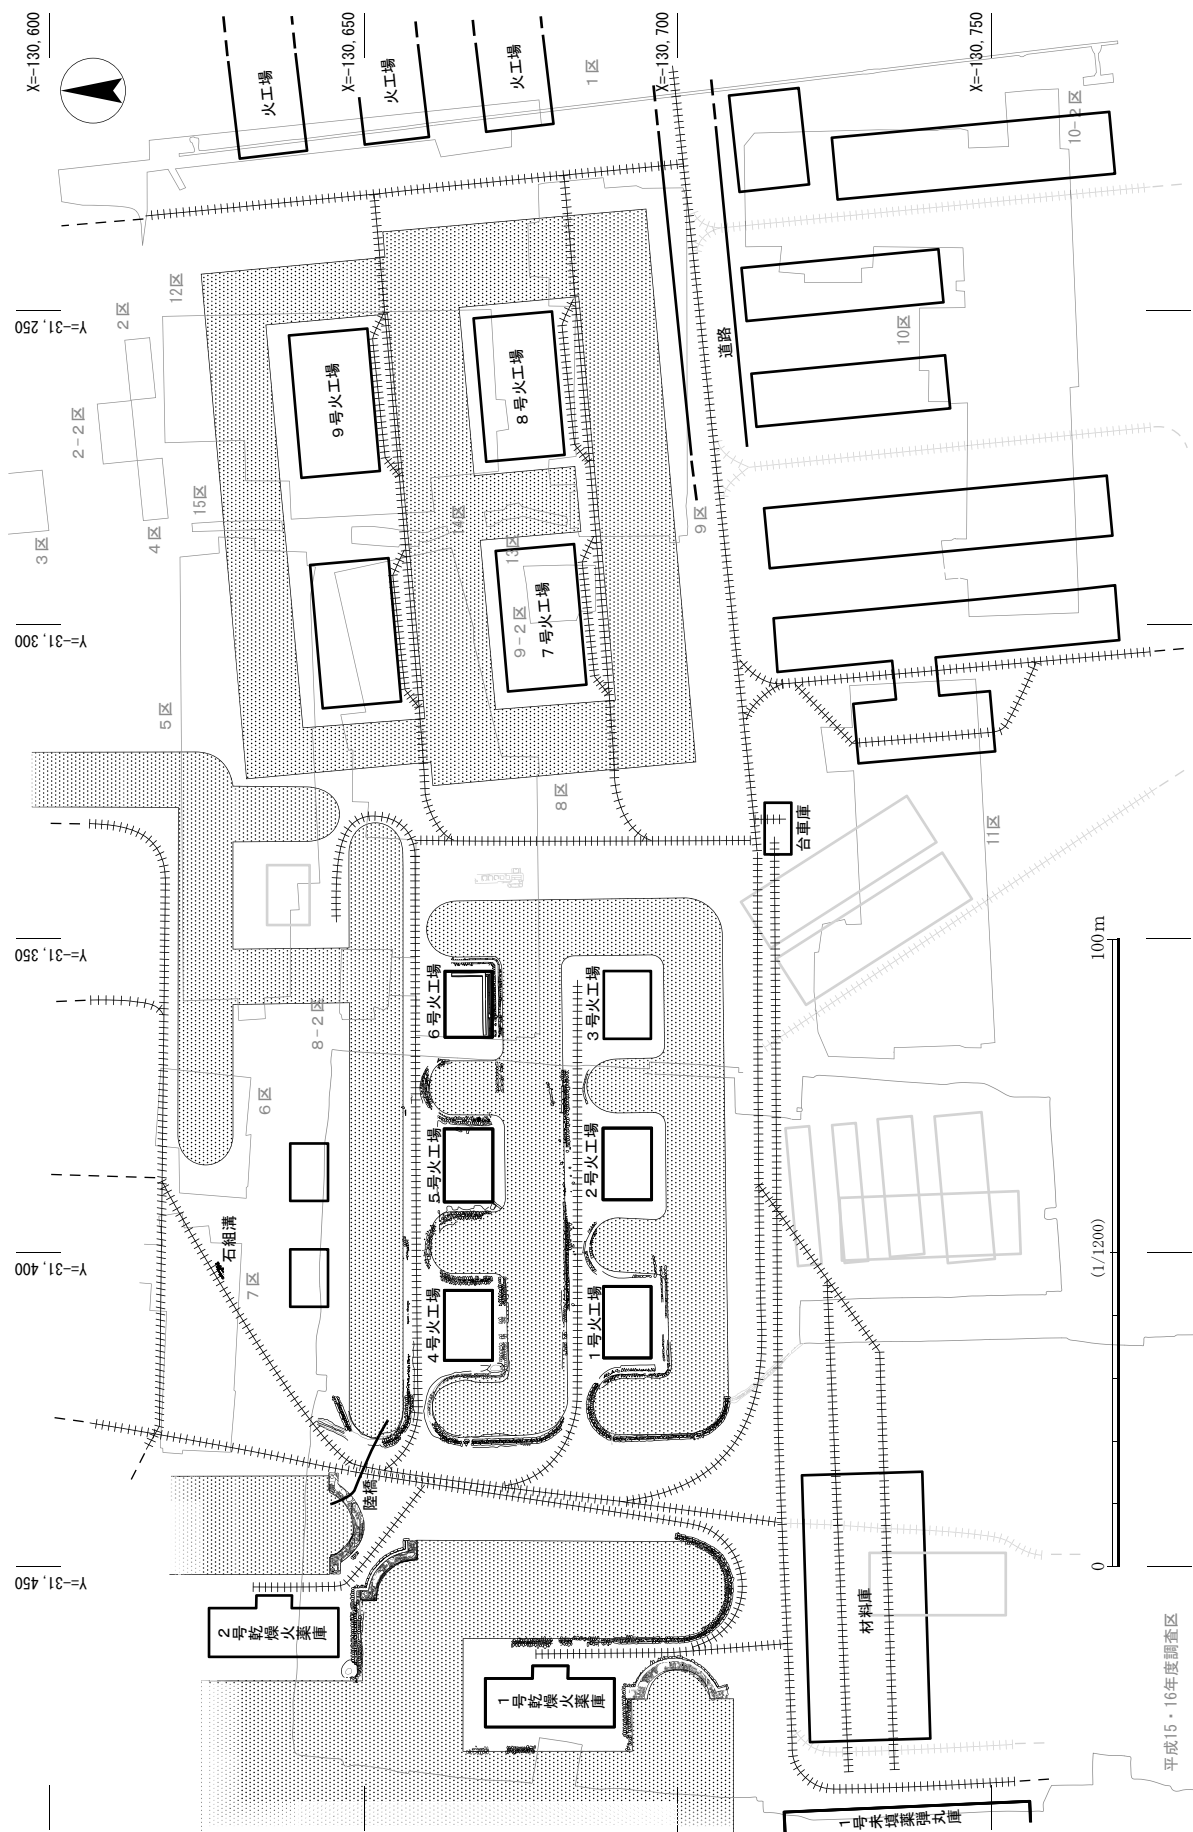 X=-130,600
X=-130,650
X=-130,700
X=-130,750
火工場
火工場
火工場
1区
10-2区
12区
2区
Y=-31,250
2-2区
9号火工場
8号火工場
道路
10区
15区
14区
13区
9区
3区
4区
9-2区
7号火工場
Y=-31,300
5区
8区
台車庫
11区
Y=-31,350
6号火工場
3号火工場
8-2区
6区
5号火工場
2号火工場
石組溝
7区
Y=-31,400
4号火工場
1号火工場
陸橋
Y=-31,450
2号乾燥火薬庫
1号乾燥火薬庫
材料庫
1号未填薬弾丸庫
0
(1/1200)
100m
平成15・16年度調査区